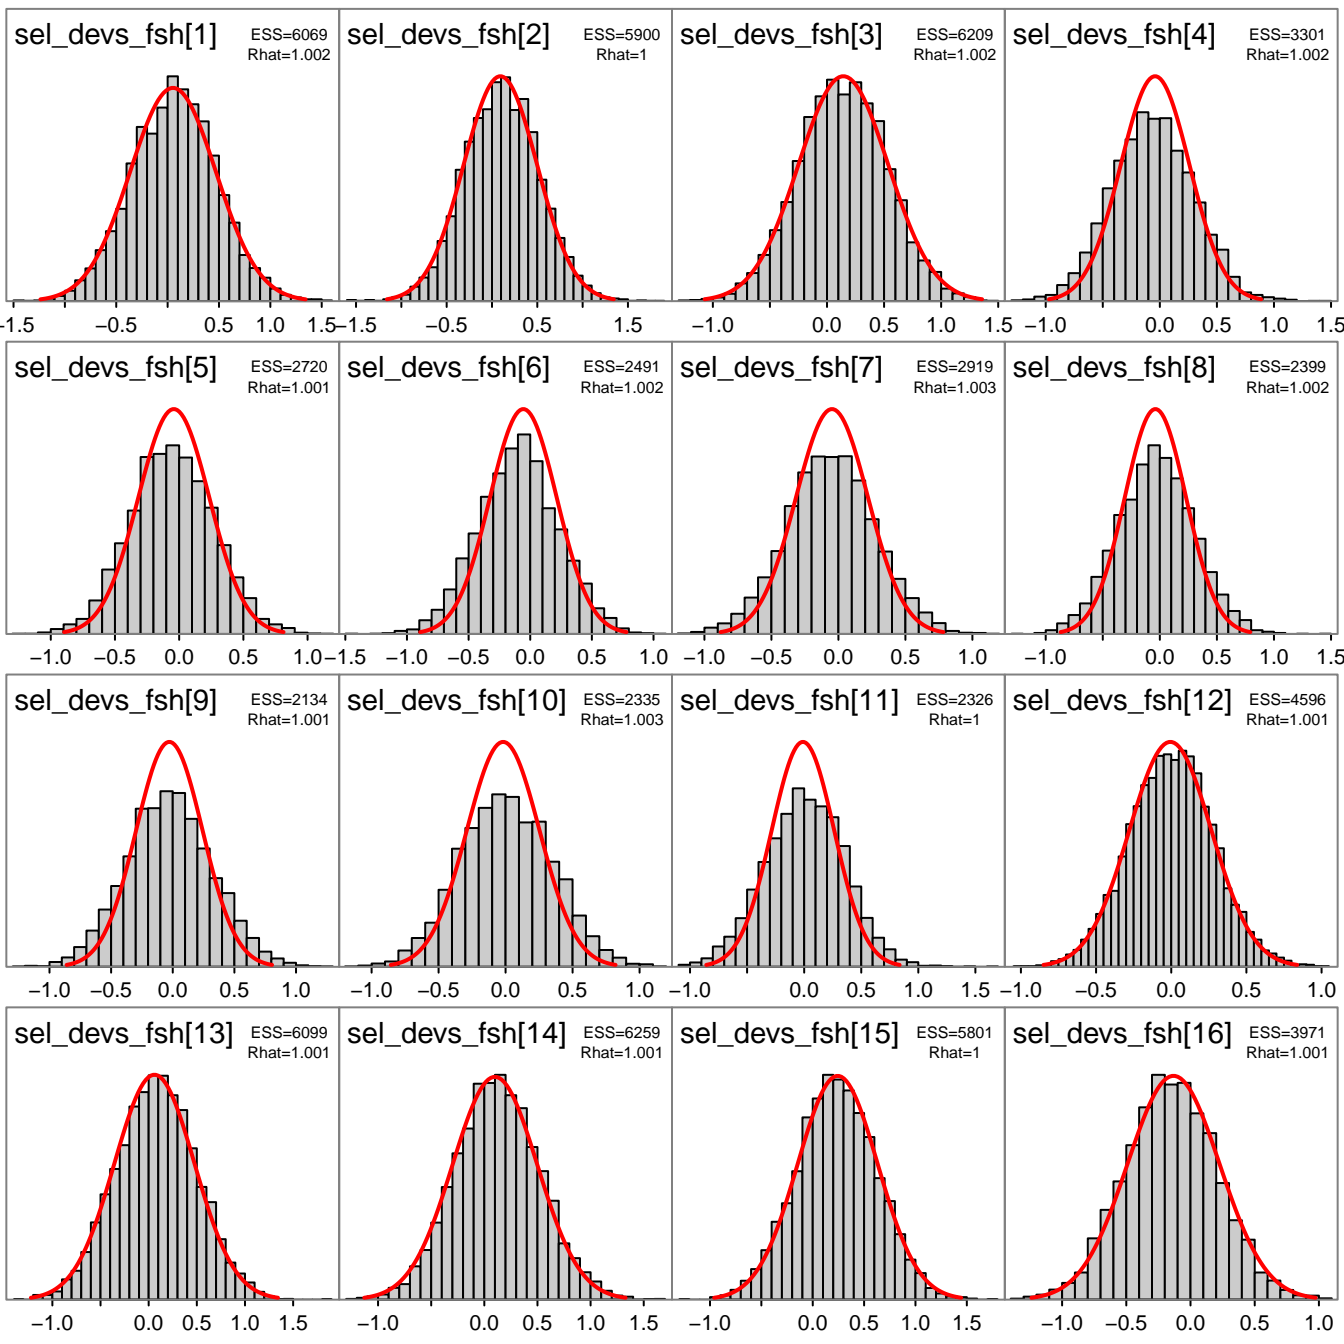 sel_devs_fsh[1] ESS=6069
Rhat=1.002
sel_devs_fsh[2] ESS=5900
Rhat=1
sel_devs_fsh[3] ESS=6209
Rhat=1.002
sel_devs_fsh[4] ESS=3301
Rhat=1.002
−1.5 −0.5 0.5 1.5
−1.5 −0.5 0.5 1.5
−1.0 0.0 1.0
−1.0 0.0 0.5 1.0 1.5
sel_devs_fsh[5] ESS=2720
Rhat=1.001
sel_devs_fsh[6] ESS=2491
Rhat=1.002
sel_devs_fsh[7] ESS=2919
Rhat=1.003
sel_devs_fsh[8] ESS=2399
Rhat=1.002
−1.0 −0.5 0.0 0.5 1.0
−1.5 −0.5 0.0 0.5 1.0
−1.0 −0.5 0.0 0.5 1.0
−1.0 0.0 0.5 1.0 1.5
sel_devs_fsh[9] ESS=2134
Rhat=1.001
sel_devs_fsh[10] ESS=2335
Rhat=1.003
sel_devs_fsh[11] ESS=2326
Rhat=1
sel_devs_fsh[12] ESS=4596
Rhat=1.001
−1.0 −0.5 0.0 0.5 1.0
−1.0 −0.5 0.0 0.5 1.0
−1.0 0.0 0.5 1.0 1.5
−1.0 −0.5 0.0 0.5 1.0
sel_devs_fsh[13] ESS=6099
Rhat=1.001
sel_devs_fsh[14] ESS=6259
Rhat=1.001
sel_devs_fsh[15] ESS=5801
Rhat=1
sel_devs_fsh[16] ESS=3971
Rhat=1.001
−1.0 0.0 0.5 1.0 1.5
−1.0 0.0 0.5 1.0 1.5
−1.0 0.0 0.5 1.0 1.5
−1.0 −0.5 0.0 0.5 1.0